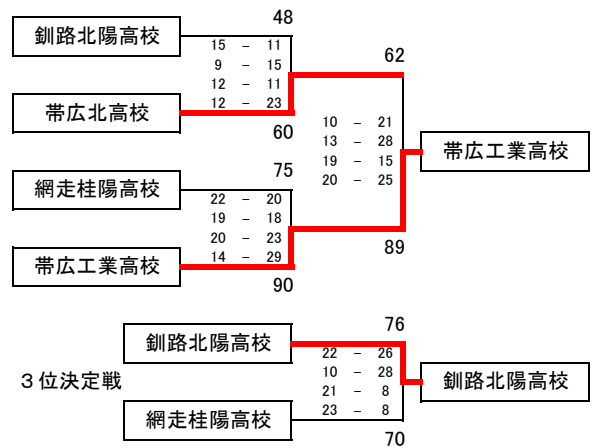 48
釧路北陽高校
15 － 11
9 － 15
12 － 11
12 － 23
帯広北高校
60
62
10 － 21
13 － 28
19 － 15
20 － 25
帯広工業高校
75
網走桂陽高校
22 － 20
19 － 18
20 － 23
14 － 29
帯広工業高校
90
89
76
釧路北陽高校
22 － 26
10 － 28
21 － 8
23 － 8
３位決定戦
釧路北陽高校
網走桂陽高校
70